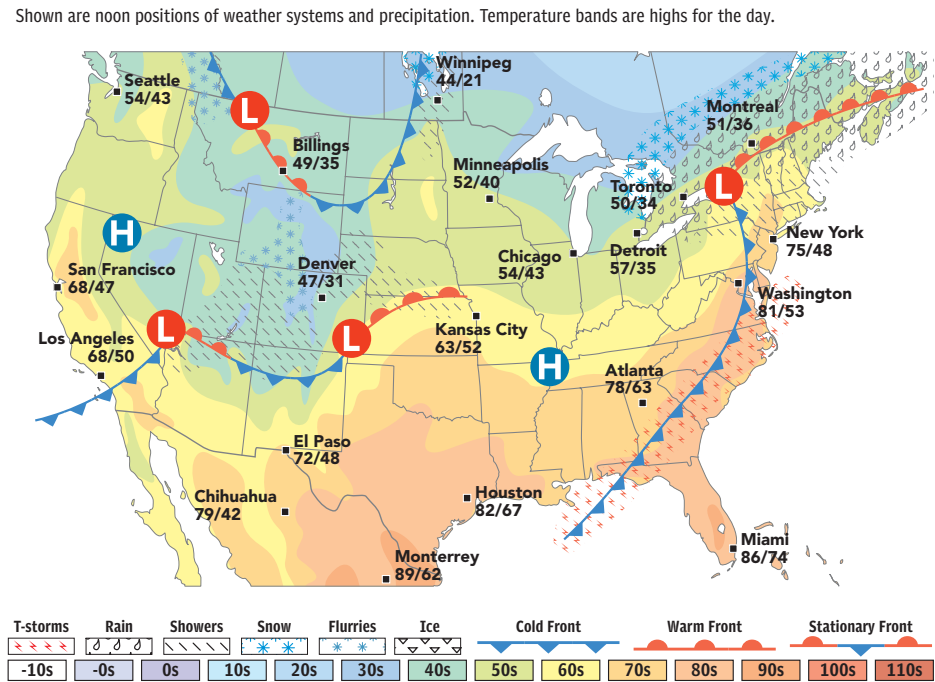 Shown are noon positions of weather systems and precipitation. Temperature bands are highs for the day.
Winnipeg
44/21
Seattle
54/43
L
Montreal
51/36
Billings
49/35
Minneapolis
52/40
Toronto
50/34
L
H
New York
75/48
San Francisco
68/47
Denver
47/31
Chicago
54/43
Detroit
57/35
Washington
81/53
Los Angeles
68/50
L
L
Kansas City
63/52
H
Atlanta
78/63
El Paso
72/48
Chihuahua
79/42
Houston
82/67
Miami
86/74
Monterrey
89/62
T-storms Rain Showers Snow Flurries Ice Cold Front Warm Front Stationary Front
-10s -0s 0s 10s 20s 30s 40s 50s 60s 70s 80s 90s 100s 110s